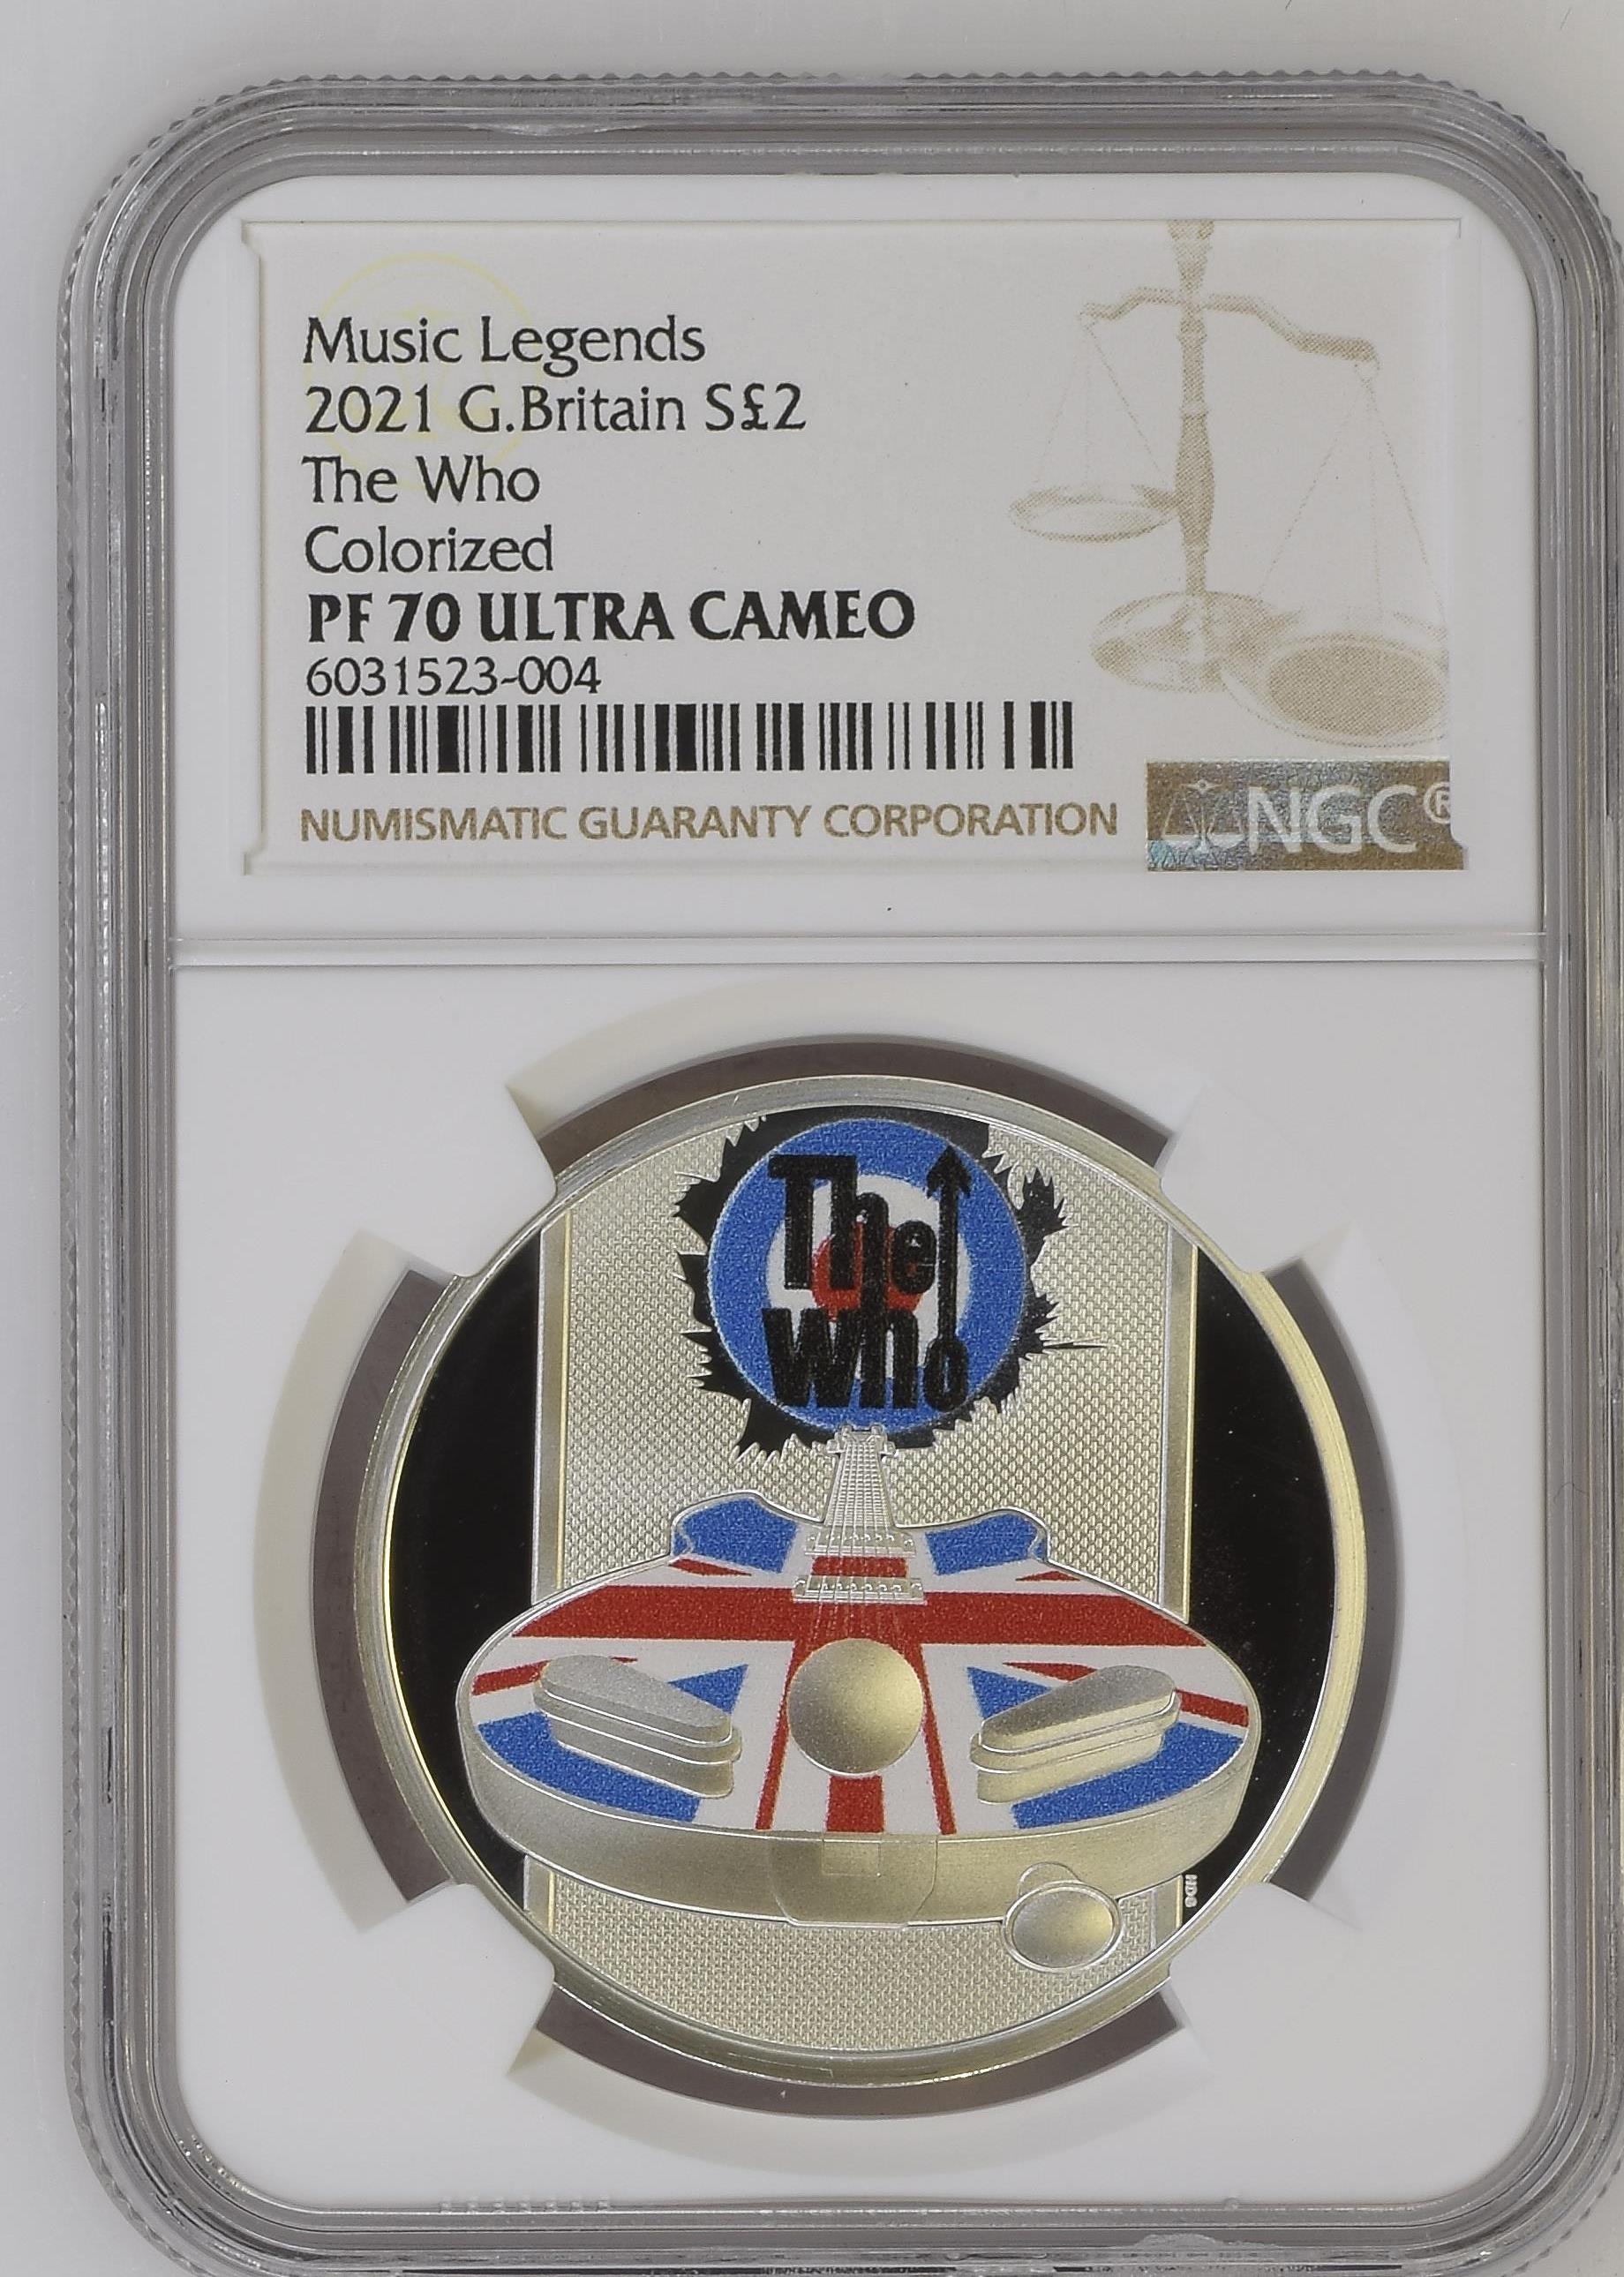 Music Legends
2021 G.Britain S£2
The Who
Colorized
PF 70 ULTRA CAMEO
6031523-004
NUMISMATIC GUARANTY CORPORATION
NGC®
The
Who